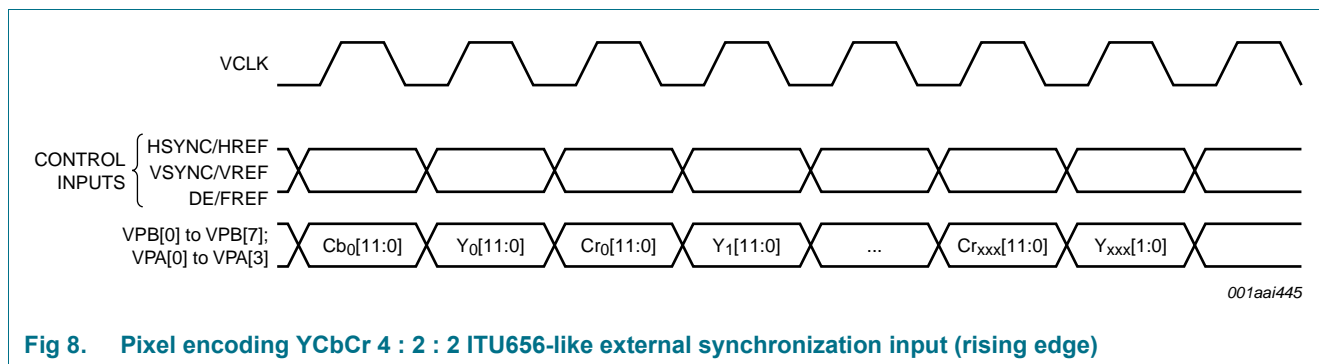 VCLK
CONTROL
INPUTS
HSYNC/HREF
VSYNC/VREF
DE/FREF
VPB[0] to VPB[7];
VPA[0] to VPA[3]
Cb0[11:0] Y0[11:0] Cr0[11:0] Y1[11:0] ... Crxxx[11:0] Yxxx[1:0]
001aai445
Fig 8. Pixel encoding YCbCr 4 : 2 : 2 ITU656-like external synchronization input (rising edge)